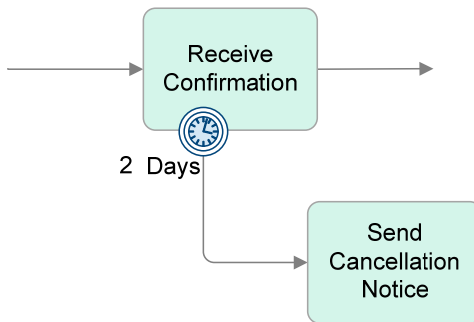 Receive
Confirmation
2 Days
Send
Cancellation
Notice